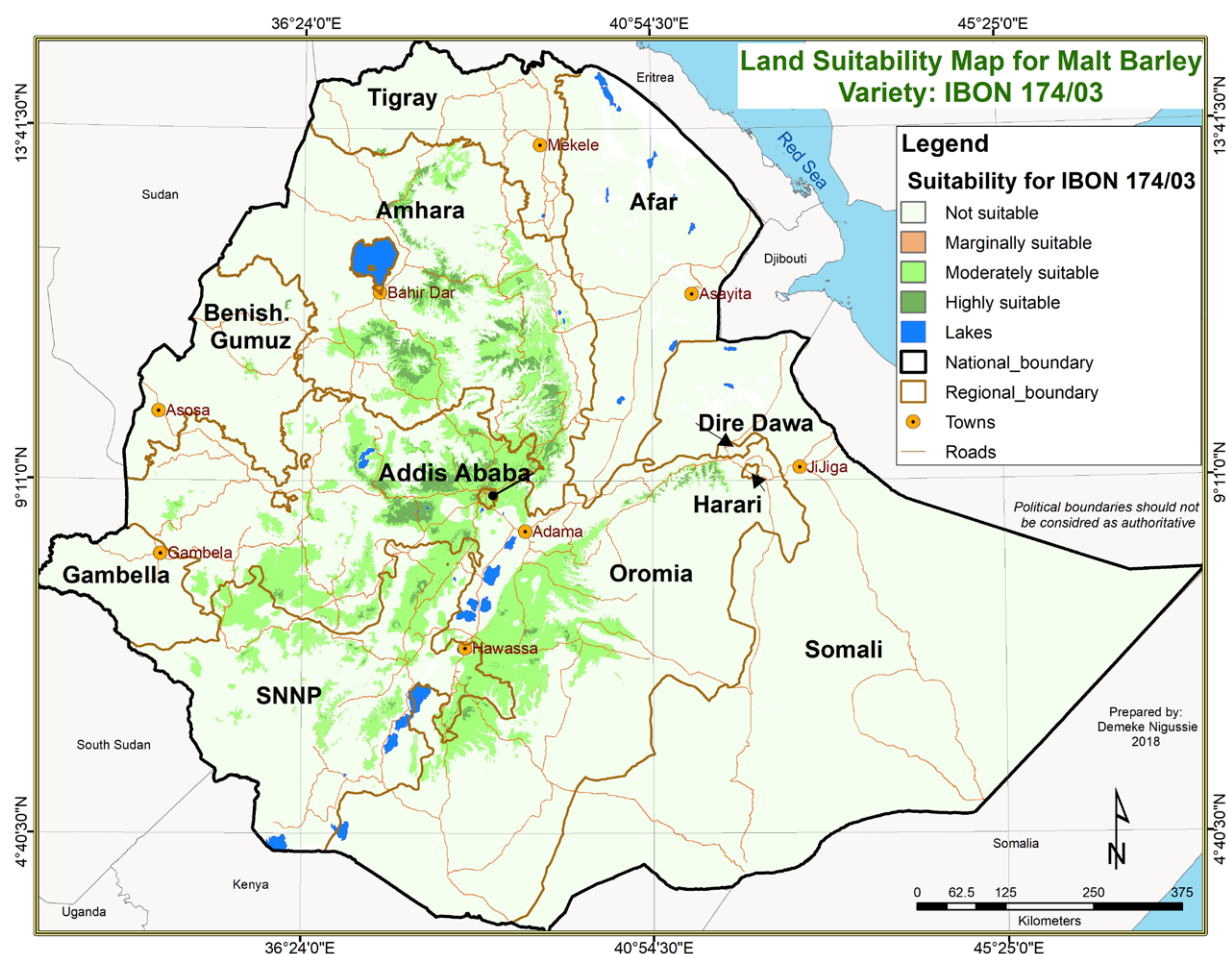 36°24'0"E
40°54'30"E
45°25'0"E
Land Suitability Map for Malt Barley
Variety: IBON 174/03
13°41'30"N
13°41'30"N
Eritrea
Tigray
Mekele
Red Sea
Sudan
Amhara
Afar
Djibouti
Bahir Dar
Asayita
Benish.
Gumuz
Asosa
Dire Dawa
Addis Ababa
JiJiga
Harari
9°11'0"N
9°11'0"N
Adama
Gambela
Gambella
Oromia
Hawassa
Somali
SNNP
South Sudan
4°40'30"N
4°40'30"N
Kenya
Uganda
Somalia
Legend
Suitability for IBON 174/03
Not suitable
Marginally suitable
Moderately suitable
Highly suitable
Lakes
National_boundary
Regional_boundary
Towns
Roads
Political boundaries should not
be considred as authoritative
Prepared by:
Demeke Nigussie
2018
N
0 62.5 125 250 375
Kilometers
36°24'0"E
40°54'30"E
45°25'0"E